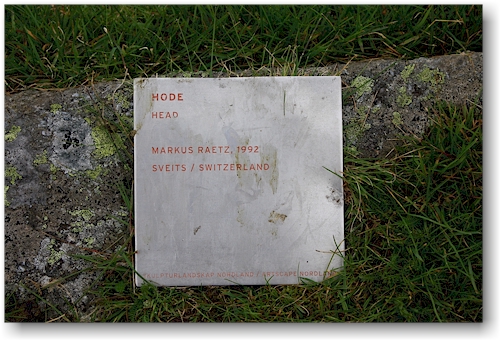 HODE
HEAD
MARKUS RAETZ, 1992
SVEITS / SWITZERLAND
SKULPTURLANDSKAP NORDLAND / ARTSCAPE NORDLAND